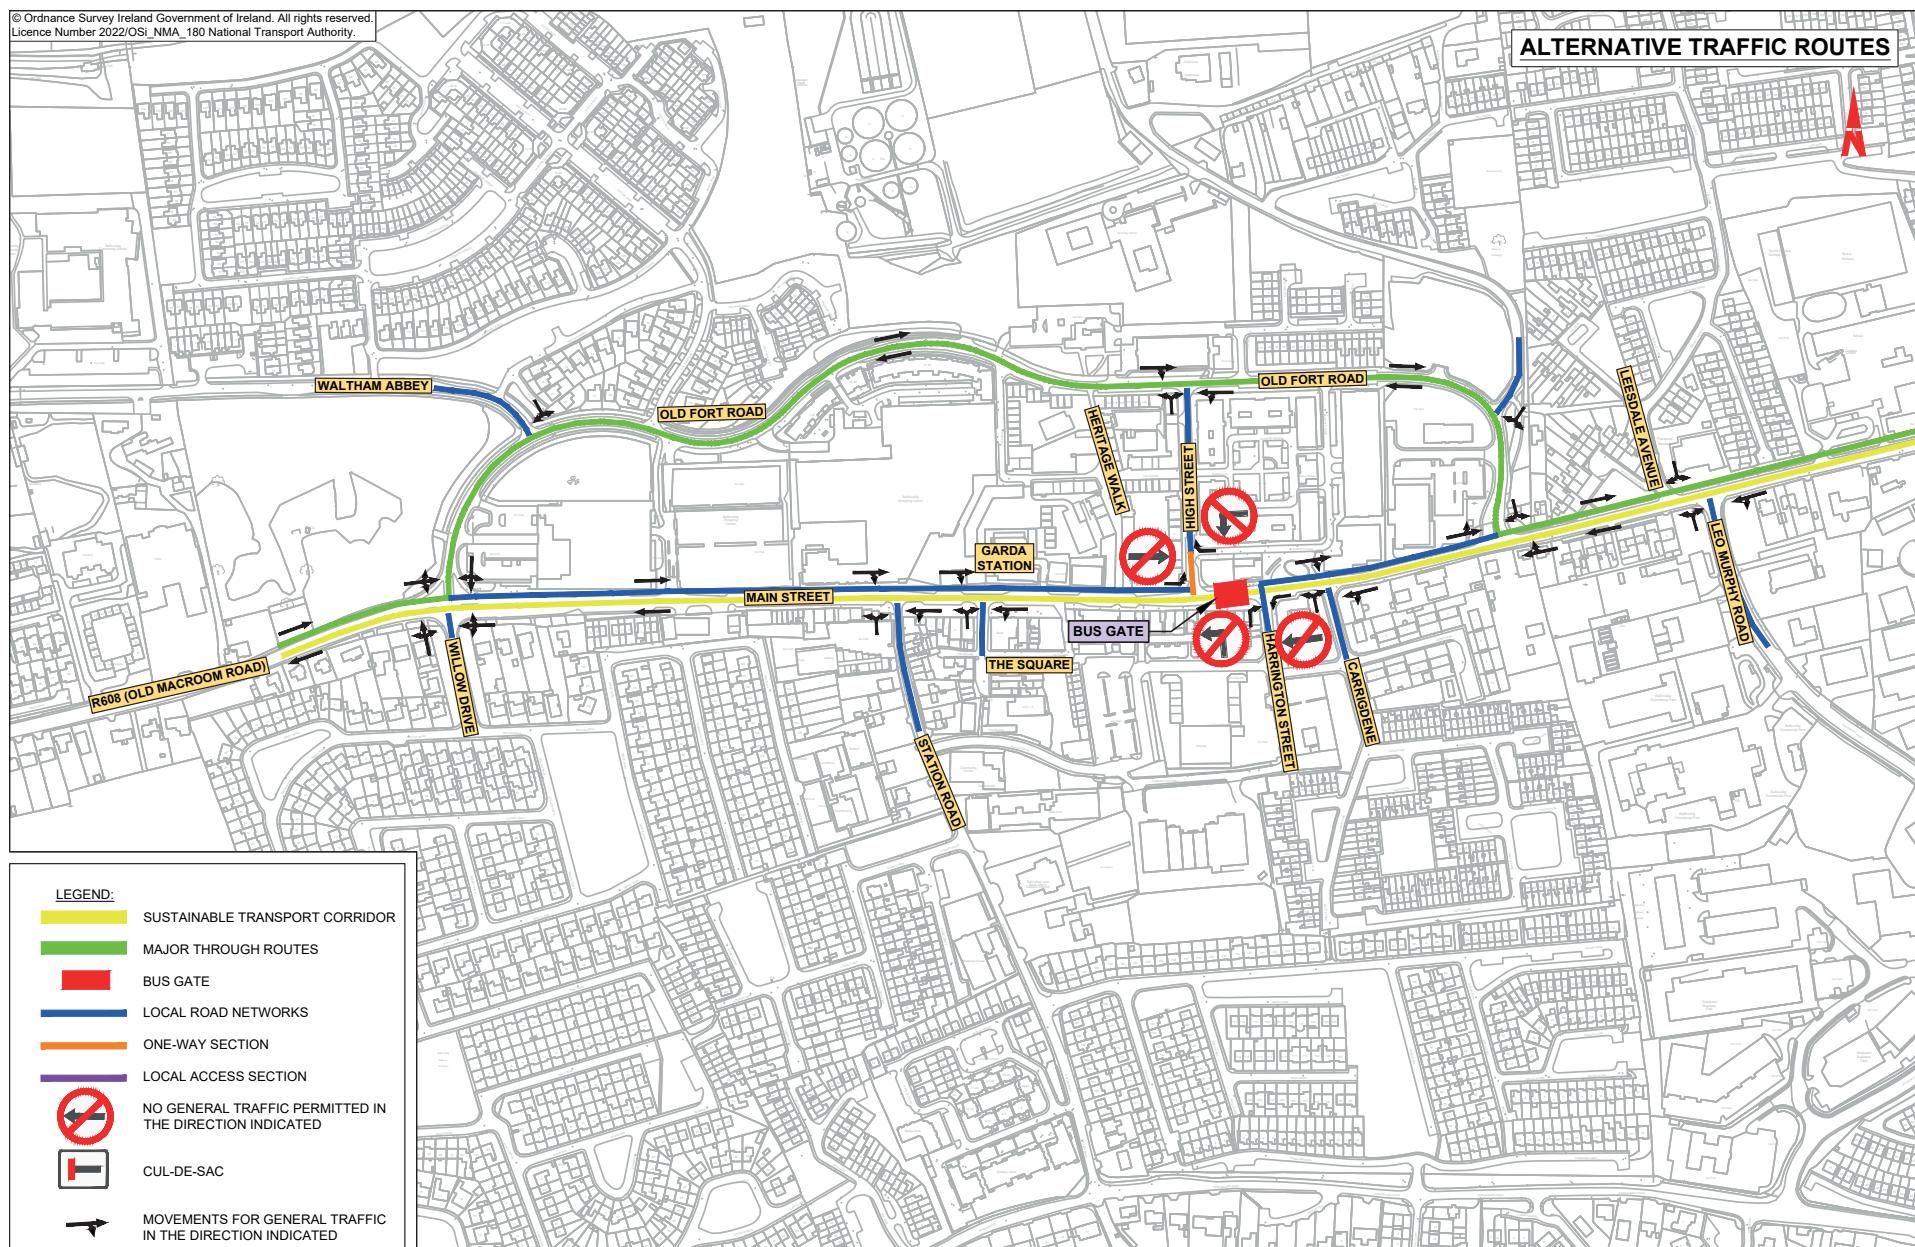 © Ordnance Survey Ireland Government of Ireland. All rights reserved.
Licence Number 2022/OSi_NMA_180 National Transport Authority.
ALTERNATIVE TRAFFIC ROUTES
WALTHAM ABBEY
OLD FORT ROAD
OLD FORT ROAD
LEESDALE AVENUE
HERITAGE WALK
HIGH STREET
GARDA
STATION
MAIN STREET
BUS GATE
THE SQUARE
R608 (OLD MACROOM ROAD)
WILLOW DRIVE
STATION ROAD
HARRINGTON STREET
CARRIGDENE
LEO MURPHY ROAD
LEGEND:
SUSTAINABLE TRANSPORT CORRIDOR
MAJOR THROUGH ROUTES
BUS GATE
LOCAL ROAD NETWORKS
ONE-WAY SECTION
LOCAL ACCESS SECTION
NO GENERAL TRAFFIC PERMITTED IN
THE DIRECTION INDICATED
CUL-DE-SAC
MOVEMENTS FOR GENERAL TRAFFIC
IN THE DIRECTION INDICATED